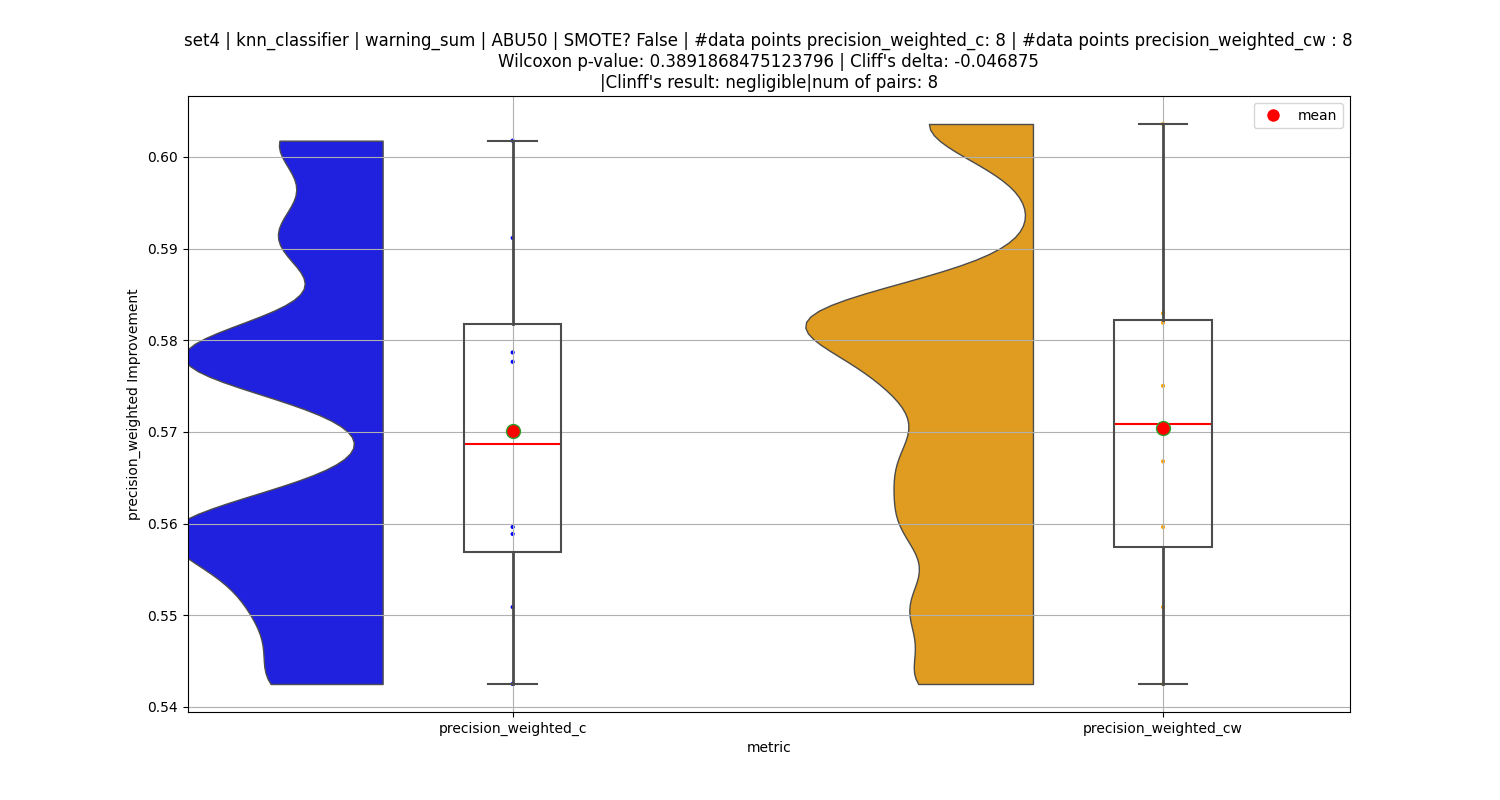 set4 | knn_classifier | warning_sum | ABU50 | SMOTE? False | #data points precision_weighted_c: 8 | #data points precision_weighted_cw : 8
Wilcoxon p-value: 0.3891868475123796 | Cliff's delta: -0.046875
|Clinff's result: negligible|num of pairs: 8
mean
0.60
0.59
0.58
0.57
0.56
0.55
0.54
precision_weighted Improvement
precision_weighted_c
precision_weighted_cw
metric